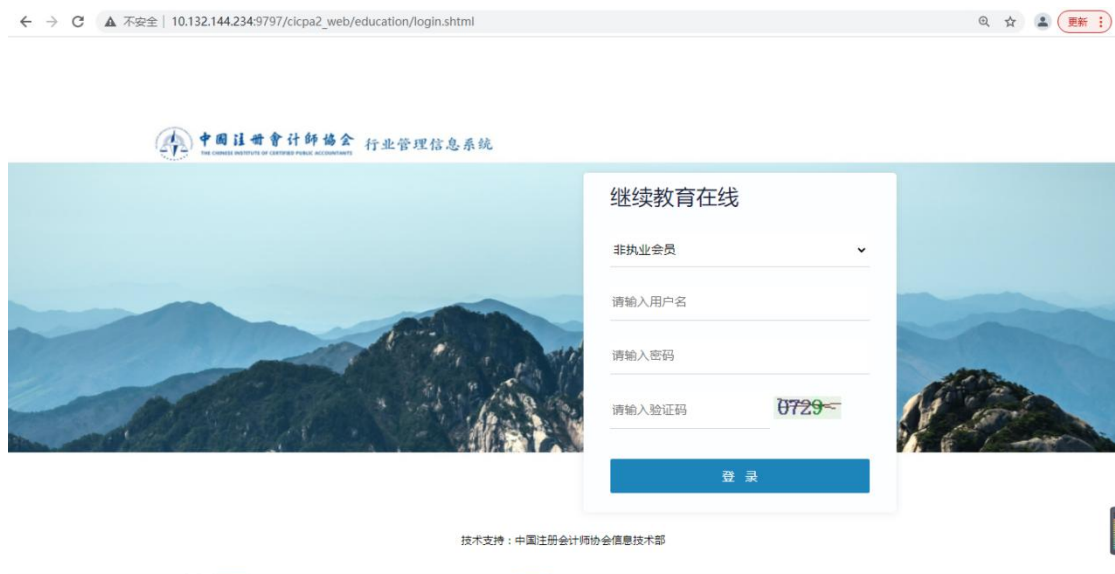 不安全 | 10.132.144.234:9797/cicpa2_web/education/login.shtml
更新
中国注册会计师协会 行业管理信息系统
THE CHINESE INSTITUTE OF CERTIFIED PUBLIC ACCOUNTANTS
继续教育在线
非执业会员
请输入用户名
请输入密码
请输入验证码 0729
登 录
技术支持：中国注册会计师协会信息技术部